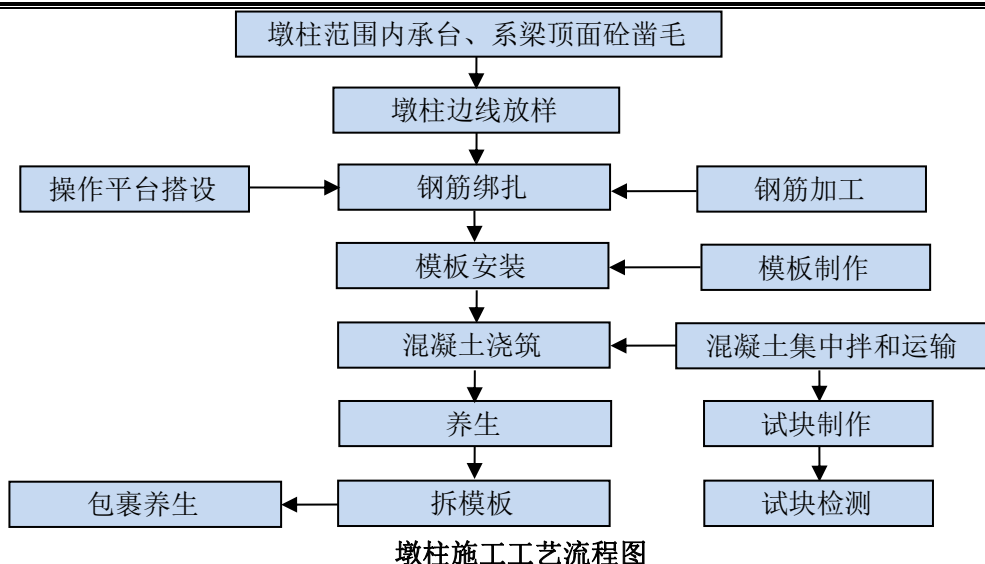 墩柱范围内承台、系梁顶面砼凿毛
墩柱边线放样
操作平台搭设
钢筋绑扎
钢筋加工
模板安装
模板制作
混凝土浇筑
混凝土集中拌和运输
养生
试块制作
包裹养生
拆模板
试块检测
墩柱施工工艺流程图